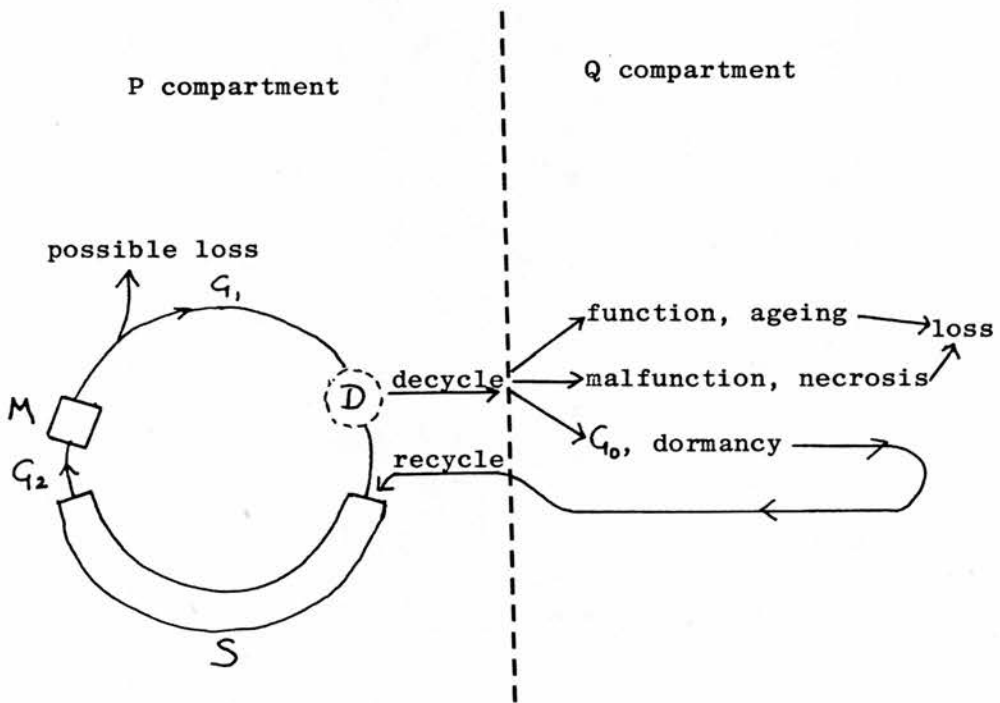 P compartment
Q compartment
possible loss
G₁
function, ageing
loss
D
decycle
malfunction, necrosis
M
G₀, dormancy
G₂
recycle
S